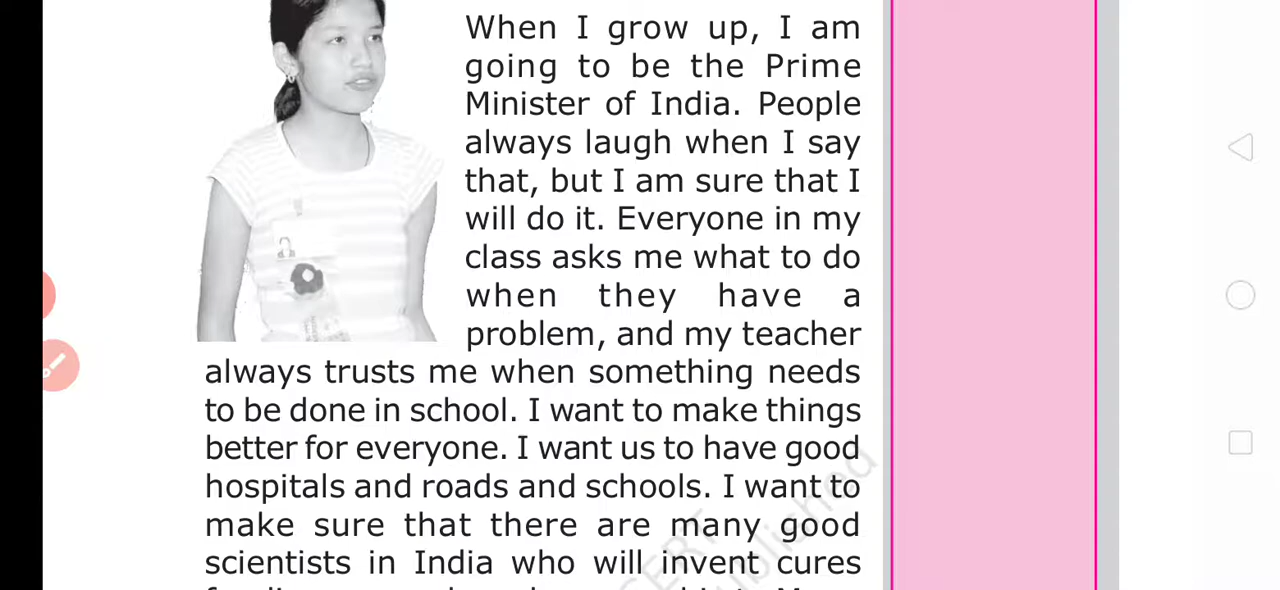 When I grow up, I am
going to be the Prime
Minister of India. People
always laugh when I say
that, but I am sure that I
will do it. Everyone in my
class asks me what to do
when they have a
problem, and my teacher
always trusts me when something needs
to be done in school. I want to make things
better for everyone. I want us to have good
hospitals and roads and schools. I want to
make sure that there are many good
scientists in India who will invent cures